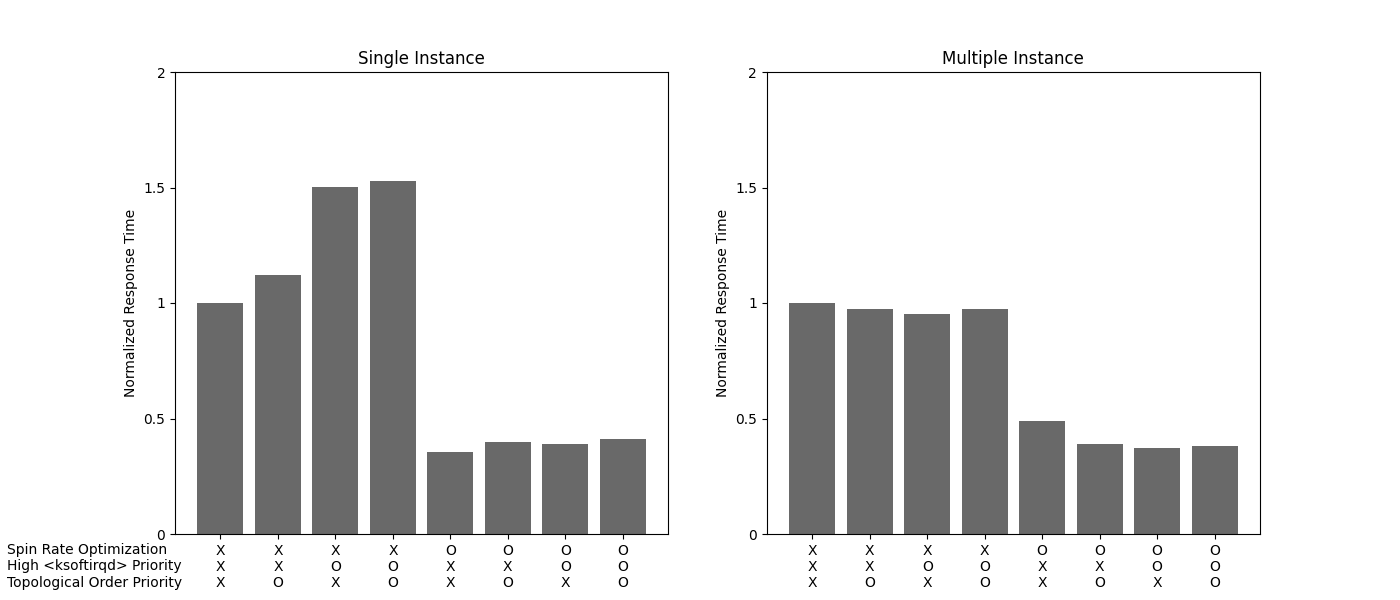 Single Instance
Multiple Instance
2
1.5
1
0.5
0
Normalized Response Time
2
1.5
1
0.5
0
Normalized Response Time
Spin Rate Optimization X X X X O O O O X X X X O O O O
High <ksoftirqd> Priority X X O O X X O O X X O O X X O O
Topological Order Priority X O X O X O X O X O X O X O X O